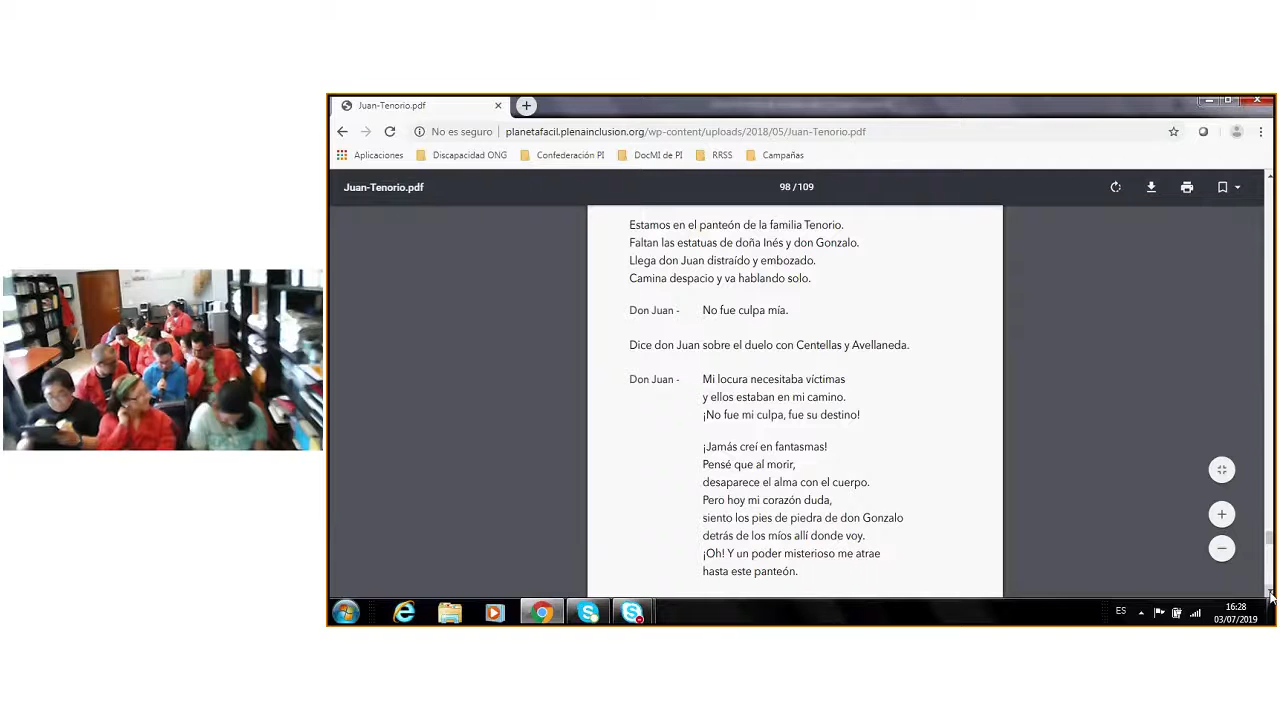 Juan-Tenorio.pdf
No es seguro planetafacil.plenainclusion.org/wp-content/uploads/2018/05/Juan-Tenorio.pdf
Aplicaciones Discapacidad ONG Confederación PI DocMI de PI RRSS Campañas
Juan-Tenorio.pdf 98 / 109
Estamos en el panteón de la familia Tenorio.
Faltan las estatuas de doña Inés y don Gonzalo.
Llega don Juan distraído y embozado.
Camina despacio y va hablando solo.
Don Juan - No fue culpa mía.
Dice don Juan sobre el duelo con Centellas y Avellaneda.
Don Juan - Mi locura necesitaba víctimas
y ellos estaban en mi camino.
¡No fue mi culpa, fue su destino!
¡Jamás creí en fantasmas!
Pensé que al morir,
desaparece el alma con el cuerpo.
Pero hoy mi corazón duda,
siento los pies de piedra de don Gonzalo
detrás de los míos allí donde voy.
¡Oh! Y un poder misterioso me atrae
hasta este panteón.
ES 16:28
03/07/2019